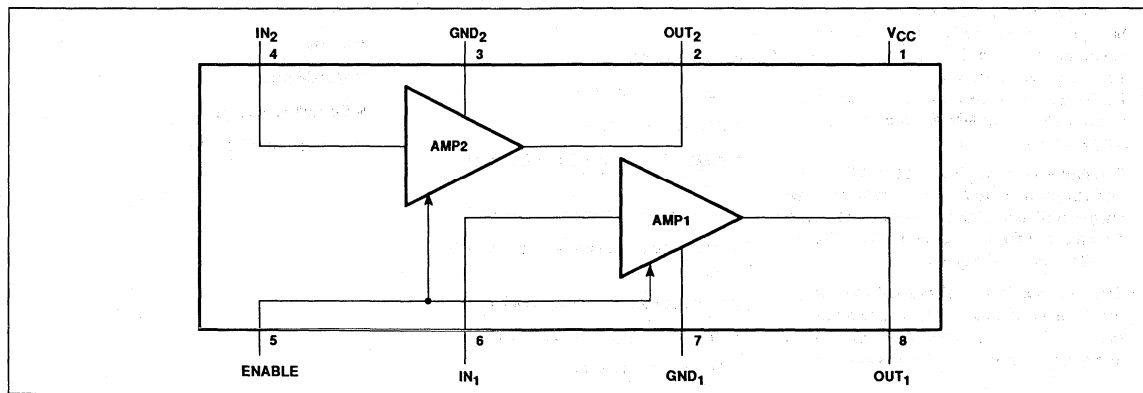 IN2 GND2 OUT2 VCC
4 3 2 1
AMP2
AMP1
5 6 7 8
ENABLE IN1 GND1 OUT1